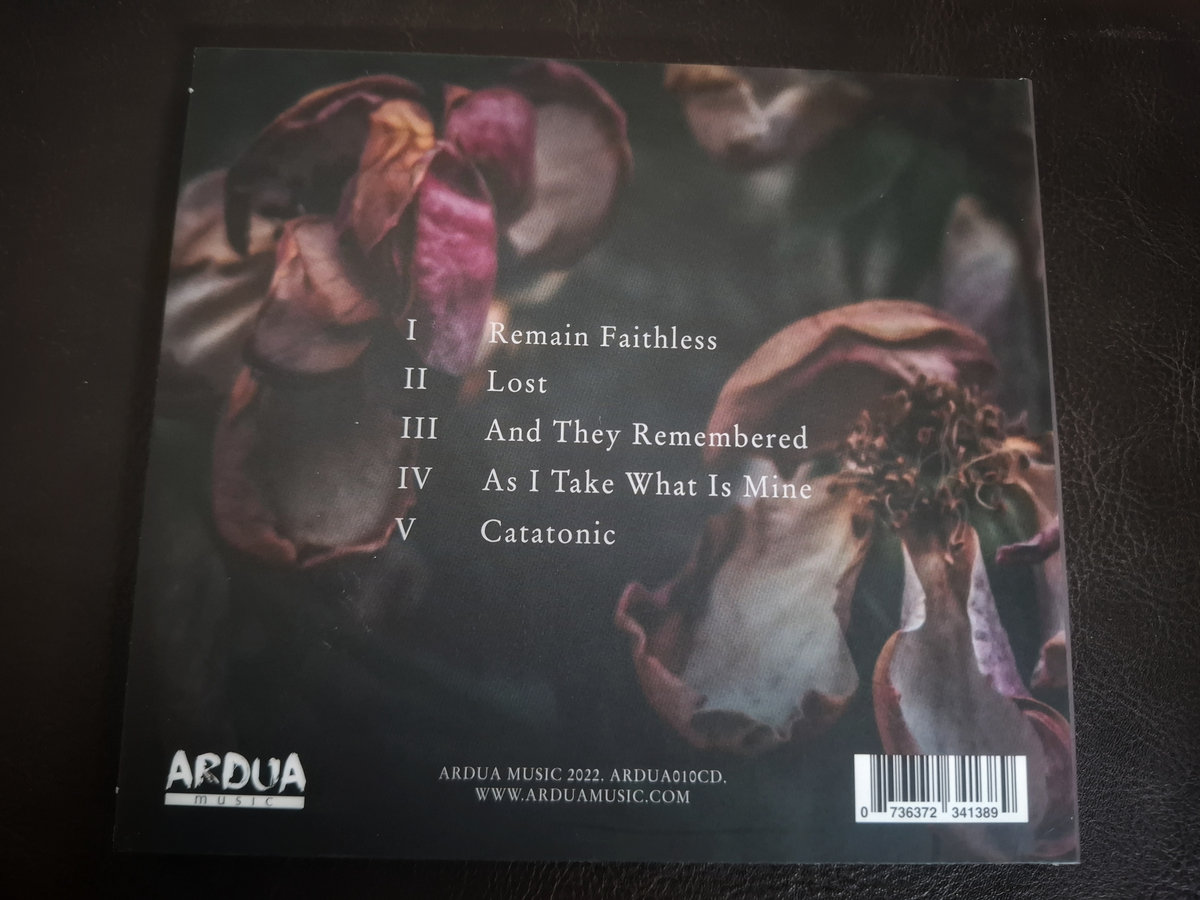 I Remain Faithless
II Lost
III And They Remembered
IV As I Take What Is Mine
V Catatonic
ARDUA
music
ARDUA MUSIC 2022. ARDUA010CD.
WWW.ARDUAMUSIC.COM
0 736372 341389